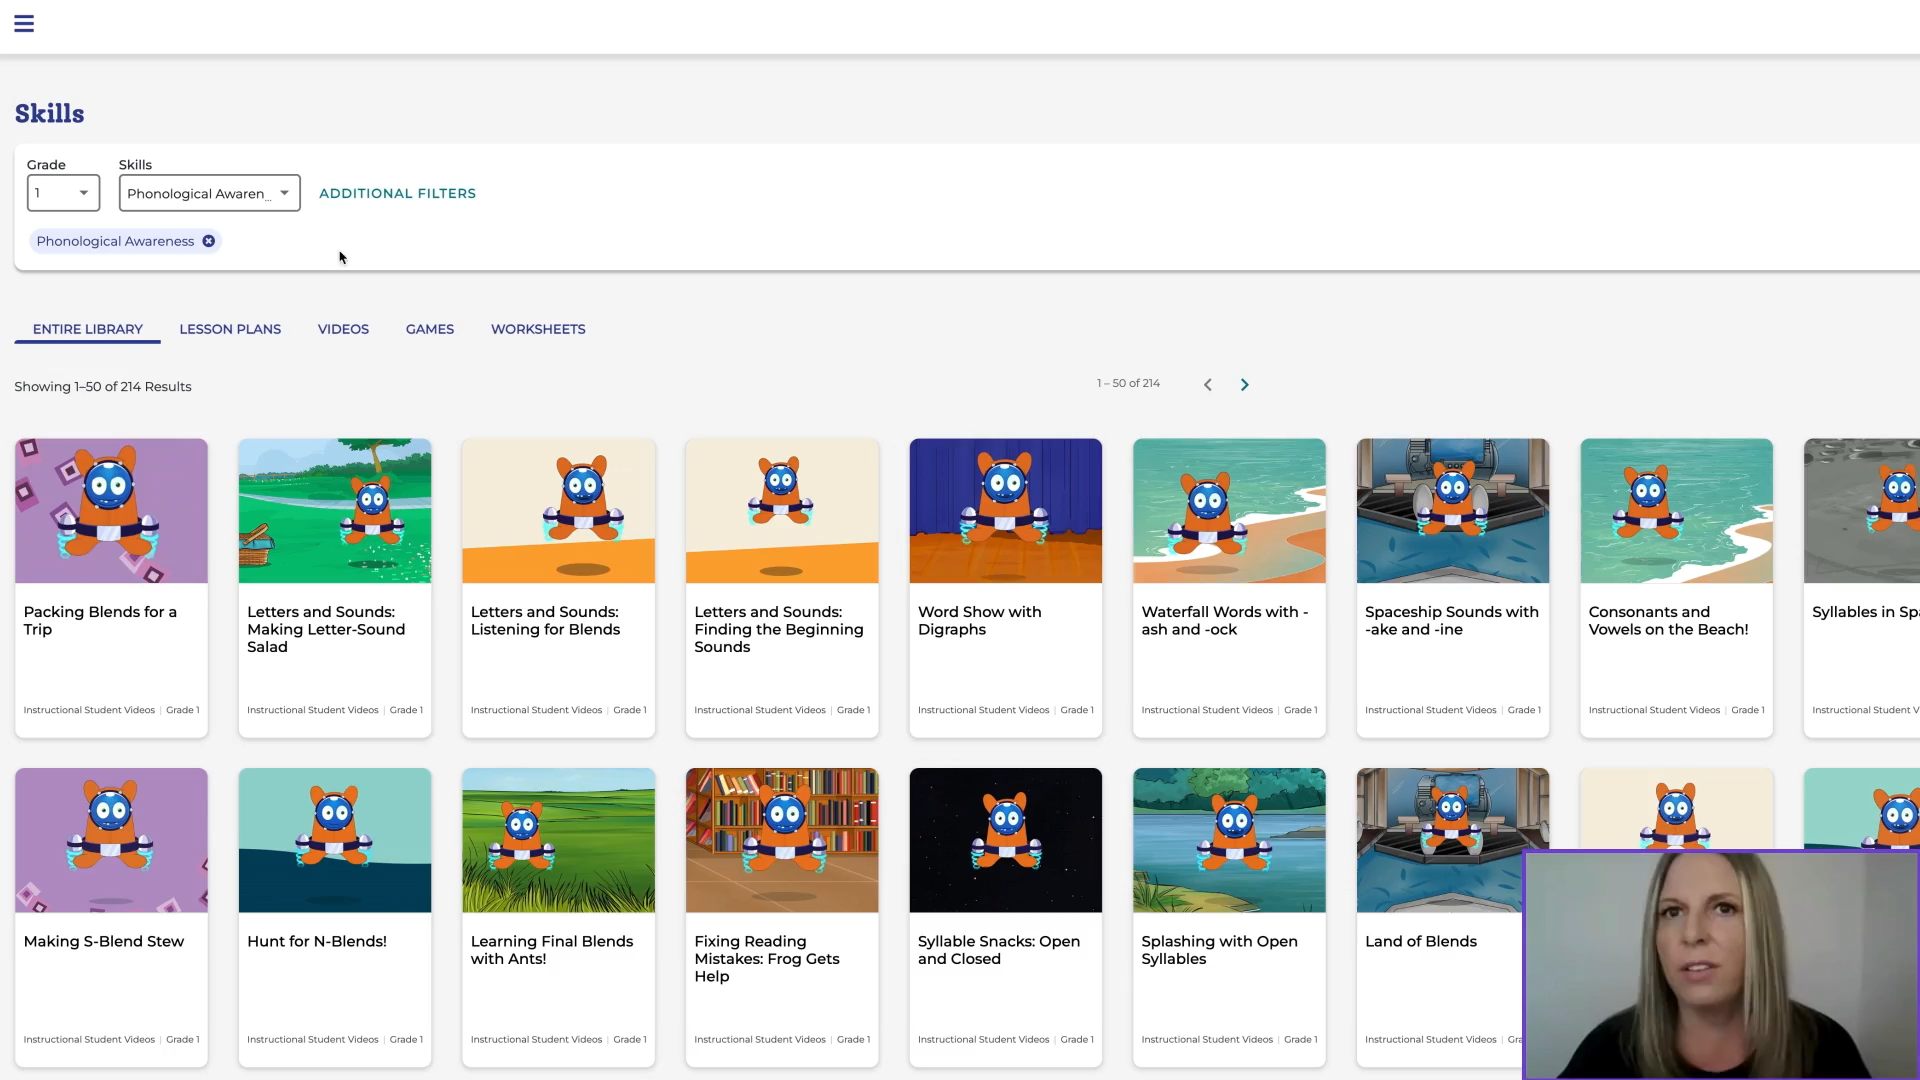 Skills
Grade
Skills
1
Phonological Awaren...
ADDITIONAL FILTERS
Phonological Awareness
ENTIRE LIBRARY
LESSON PLANS
VIDEOS
GAMES
WORKSHEETS
Showing 1–50 of 214 Results
1 – 50 of 214
Packing Blends for a
Trip
Instructional Student Videos | Grade 1
Letters and Sounds:
Making Letter-Sound
Salad
Instructional Student Videos | Grade 1
Letters and Sounds:
Listening for Blends
Instructional Student Videos | Grade 1
Letters and Sounds:
Finding the Beginning
Sounds
Instructional Student Videos | Grade 1
Word Show with
Digraphs
Instructional Student Videos | Grade 1
Waterfall Words with -
ash and -ock
Instructional Student Videos | Grade 1
Spaceship Sounds with
-ake and -ine
Instructional Student Videos | Grade 1
Consonants and
Vowels on the Beach!
Instructional Student Videos | Grade 1
Syllables in
Instructional Student
Making S-Blend Stew
Instructional Student Videos | Grade 1
Hunt for N-Blends!
Instructional Student Videos | Grade 1
Learning Final Blends
with Ants!
Instructional Student Videos | Grade 1
Fixing Reading
Mistakes: Frog Gets
Help
Instructional Student Videos | Grade 1
Syllable Snacks: Open
and Closed
Instructional Student Videos | Grade 1
Splashing with Open
Syllables
Instructional Student Videos | Grade 1
Land of Blends
Instructional Student Videos |